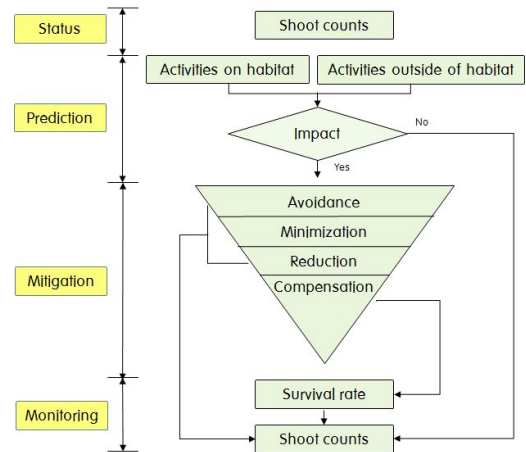 Status
Shoot counts
Activities on habitat
Activities outside of habitat
Prediction
Impact
No
Yes
Avoidance
Minimization
Mitigation
Reduction
Compensation
Survival rate
Monitoring
Shoot counts